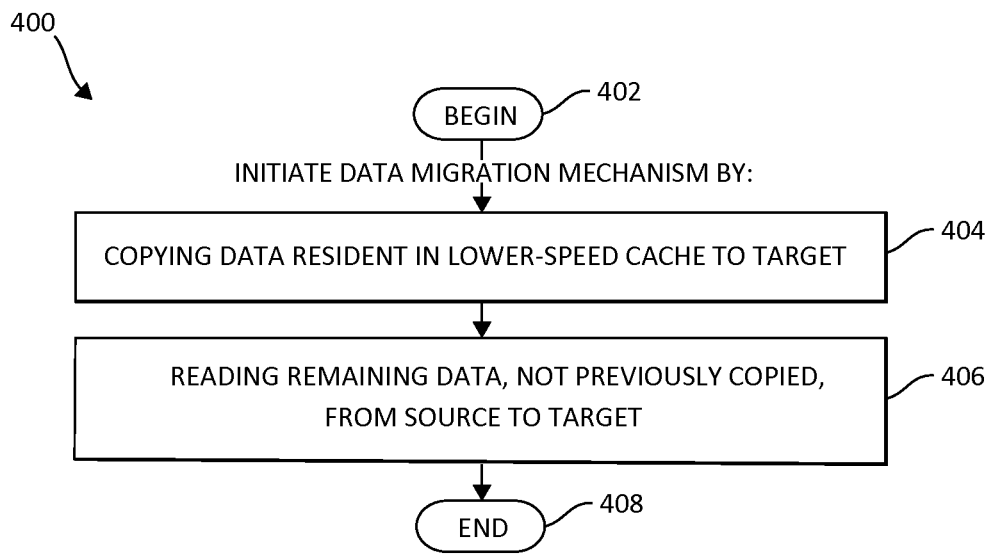 400
402
BEGIN
INITIATE DATA MIGRATION MECHANISM BY:
404
COPYING DATA RESIDENT IN LOWER-SPEED CACHE TO TARGET
406
READING REMAINING DATA, NOT PREVIOUSLY COPIED,
FROM SOURCE TO TARGET
408
END